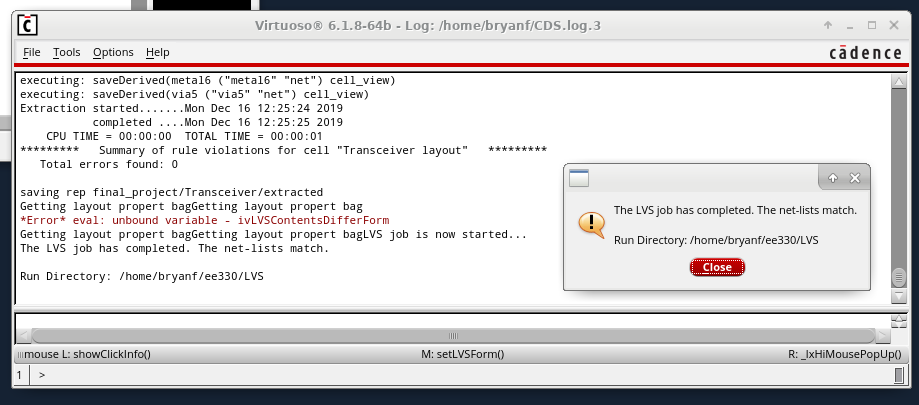 Virtuoso® 6.1.8-64b - Log: /home/bryanf/CDS.log.3
File Tools Options Help
cādence
executing: saveDerived(metal6 ("metal6" "net") cell_view)
executing: saveDerived(via5 ("via5" "net") cell_view)
Extraction started.......Mon Dec 16 12:25:24 2019
completed ....Mon Dec 16 12:25:25 2019
CPU TIME = 00:00:00  TOTAL TIME = 00:00:01
*********   Summary of rule violations for cell "Transceiver layout"   *********
Total errors found: 0
saving rep final_project/Transceiver/extracted
Getting layout propert bagGetting layout propert bag
*Error* eval: unbound variable - ivLVSContentsDifferForm
Getting layout propert bagGetting layout propert bagLVS job is now started...
The LVS job has completed. The net-lists match.
Run Directory: /home/bryanf/ee330/LVS
The LVS job has completed. The net-lists match.
Run Directory: /home/bryanf/ee330/LVS
Close
mouse L: showClickInfo()
M: setLVSForm()
R: _lxHiMousePopUp()
1 >